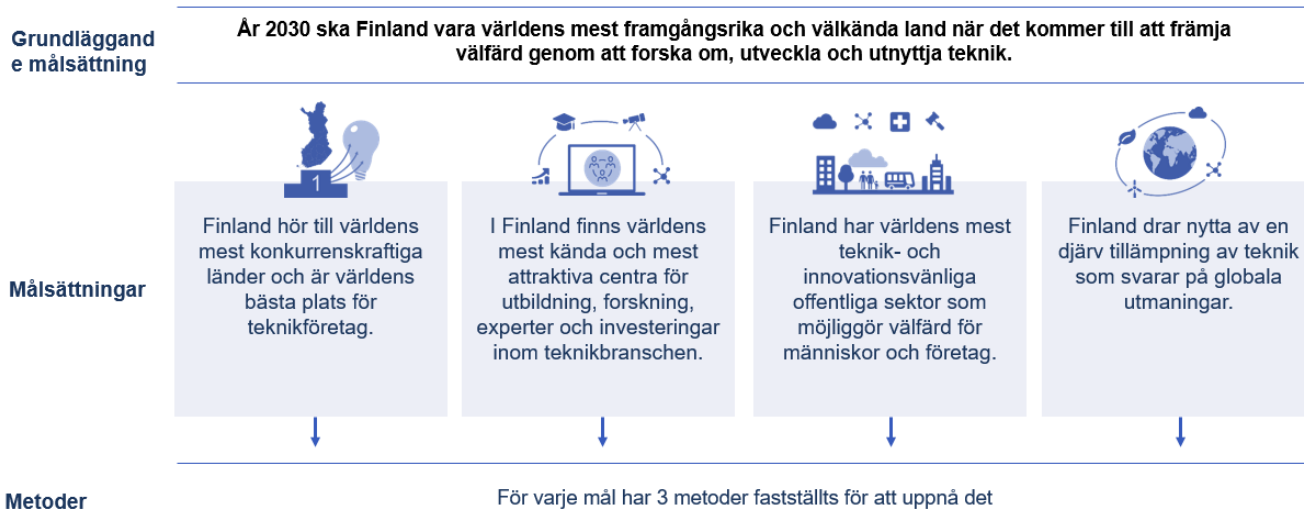 Grundläggand
e målsättning
År 2030 ska Finland vara världens mest framgångsrika och välkända land när det kommer till att främja
välfärd genom att forska om, utveckla och utnyttja teknik.
1
Målsättningar
Finland hör till världens
mest konkurrenskraftiga
länder och är världens
bästa plats för
teknikföretag.
I Finland finns världens
mest kända och mest
attraktiva centra för
utbildning, forskning,
experter och investeringar
inom teknikbranschen.
Finland har världens mest
teknik- och
innovationsvänliga
offentliga sektor som
möjliggör välfärd för
människor och företag.
Finland drar nytta av en
djärv tillämpning av teknik
som svarar på globala
utmaningar.
Metoder
För varje mål har 3 metoder fastställts för att uppnå det